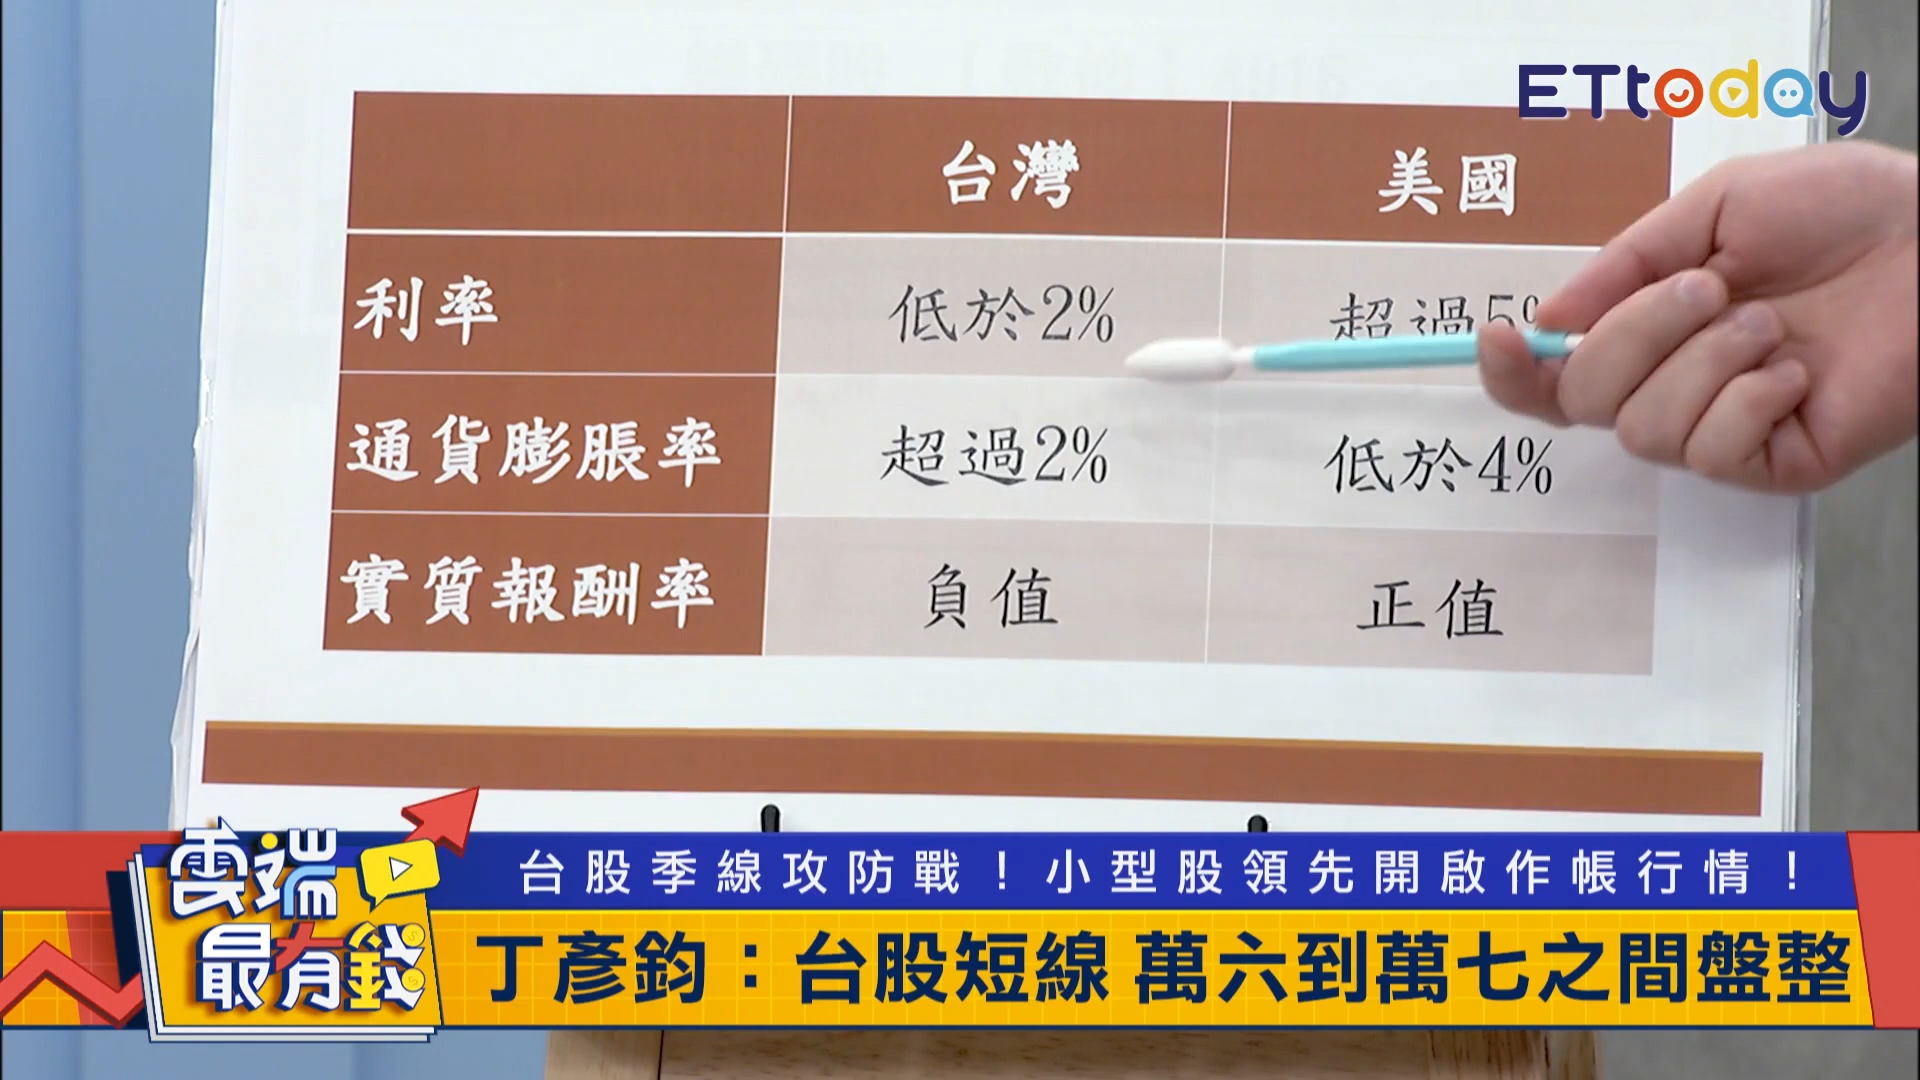 ETtoday
台灣 美國
利率 低於2% 超過5%
通貨膨脹率 超過2% 低於4%
實質報酬率 負值 正值
雲端
最有錢
台股季線攻防戰！小型股領先開啟作帳行情！
丁彥鈞：台股短線 萬六到萬七之間盤整